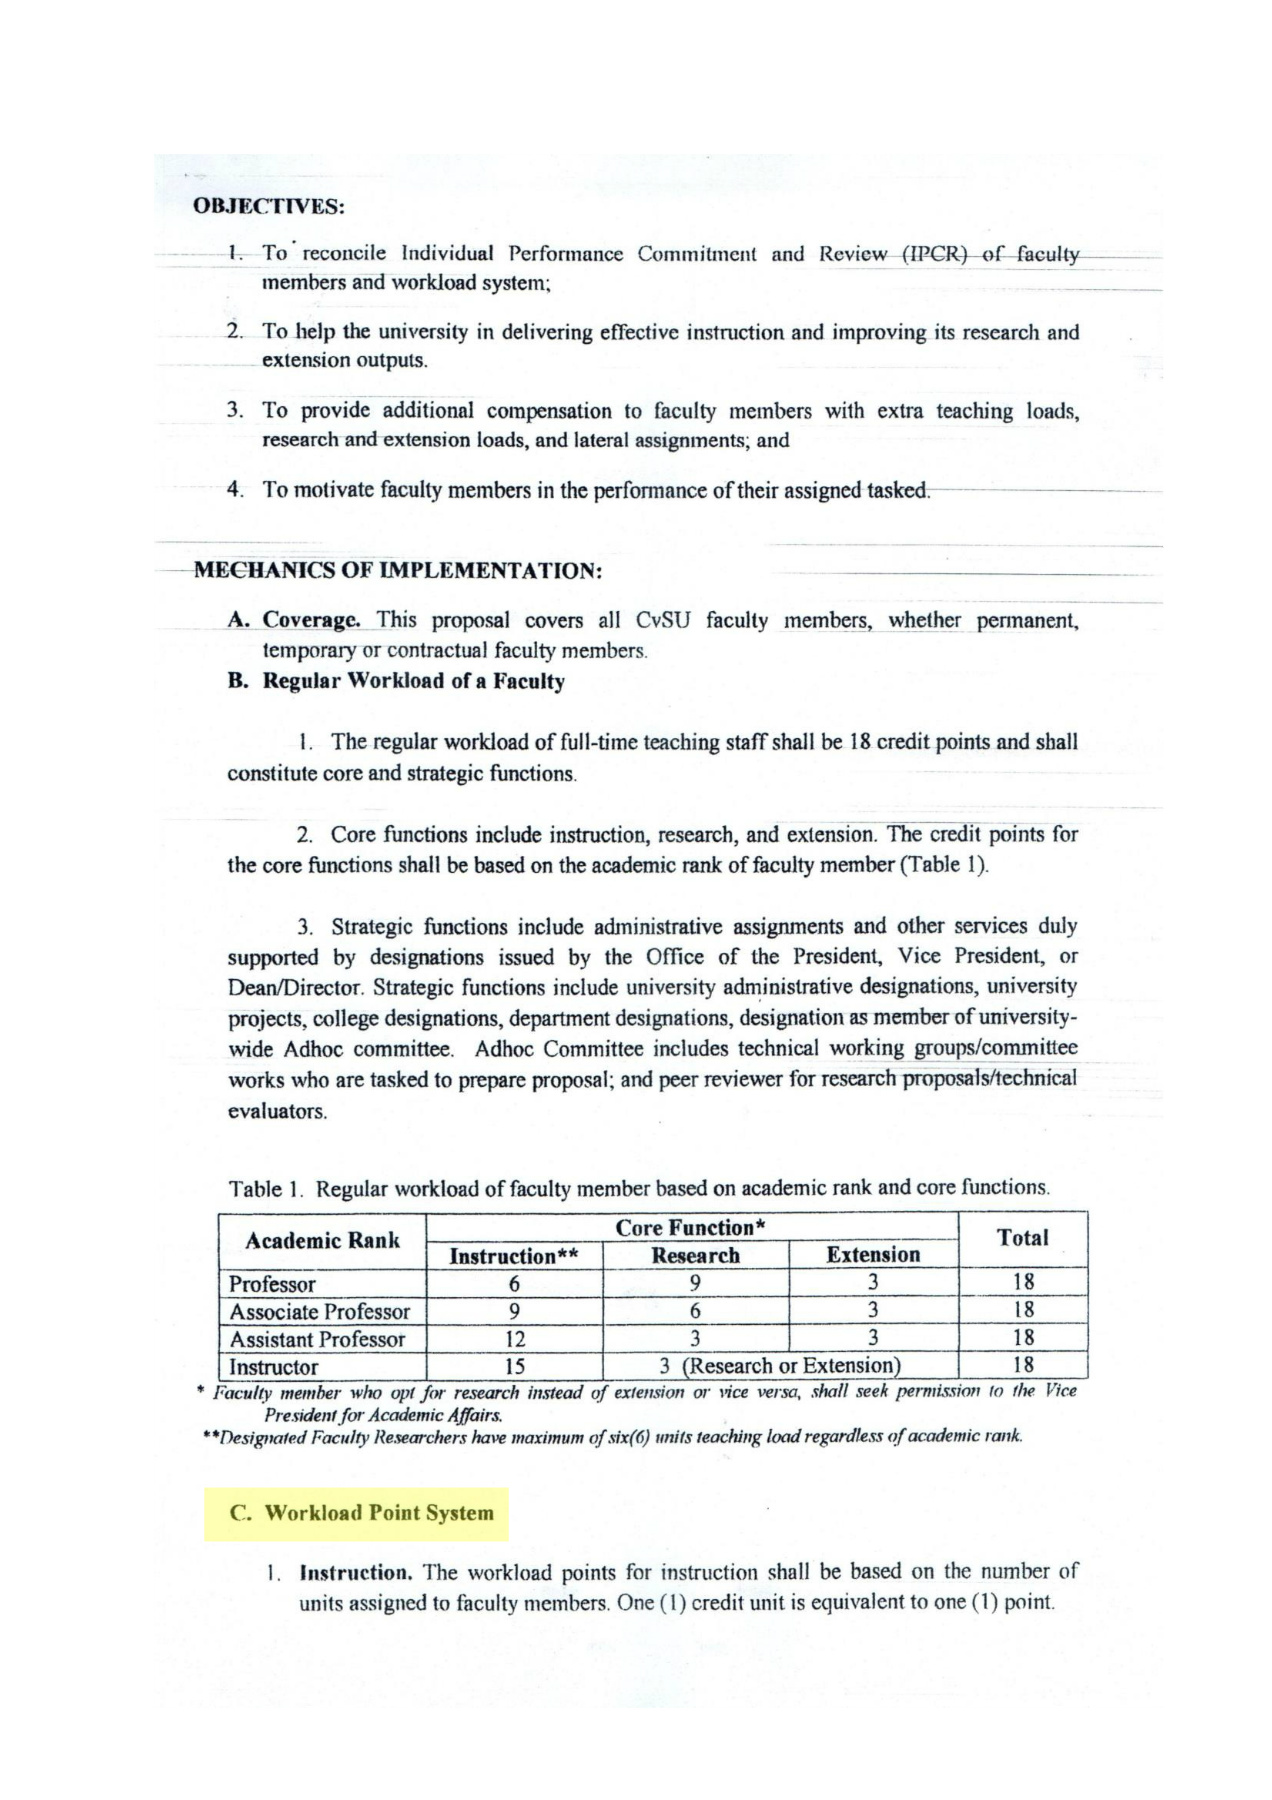 OBJECTIVES:
1. To reconcile Individual Performance Commitment and Review (IPCR) of faculty
members and workload system;
2. To help the university in delivering effective instruction and improving its research and
extension outputs.
3. To provide additional compensation to faculty members with extra teaching loads,
research and extension loads, and lateral assignments; and
4. To motivate faculty members in the performance of their assigned tasked.
MECHANICS OF IMPLEMENTATION:
A. Coverage. This proposal covers all CvSU faculty members, whether permanent,
temporary or contractual faculty members.
B. Regular Workload of a Faculty
1. The regular workload of full-time teaching staff shall be 18 credit points and shall
constitute core and strategic functions.
2. Core functions include instruction, research, and extension. The credit points for
the core functions shall be based on the academic rank of faculty member (Table 1).
3. Strategic functions include administrative assignments and other services duly
supported by designations issued by the Office of the President, Vice President, or
Dean/Director. Strategic functions include university administrative designations, university
projects, college designations, department designations, designation as member of university-
wide Adhoc committee. Adhoc Committee includes technical working groups/committee
works who are tasked to prepare proposal; and peer reviewer for research proposals/technical
evaluators.
Table 1. Regular workload of faculty member based on academic rank and core functions.
Academic Rank Core Function* Total
Instruction** Research Extension
Professor 6 9 3 18
Associate Professor 9 6 3 18
Assistant Professor 12 3 3 18
Instructor 15 3 (Research or Extension) 18
* Faculty member who opt for research instead of extension or vice versa, shall seek permission to the Vice
President for Academic Affairs.
**Designated Faculty Researchers have maximum of six(6) units teaching load regardless of academic rank.
C. Workload Point System
1. Instruction. The workload points for instruction shall be based on the number of
units assigned to faculty members. One (1) credit unit is equivalent to one (1) point.